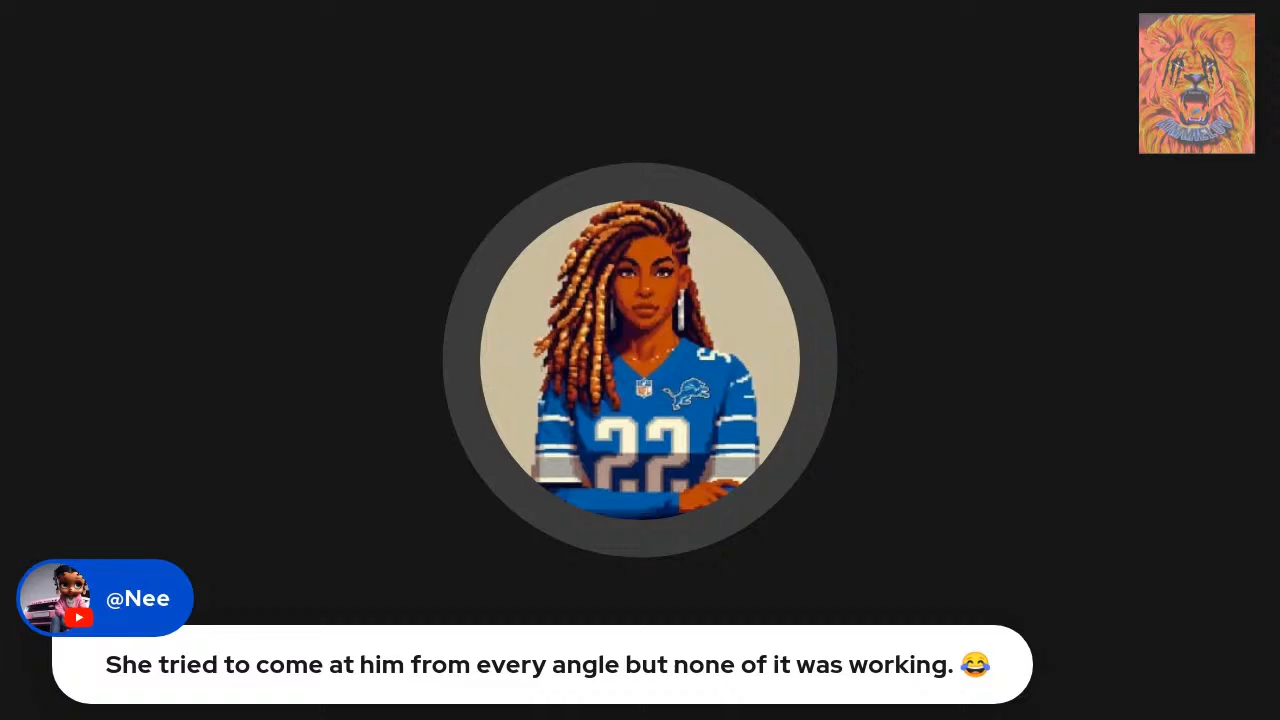 22
@Nee
She tried to come at him from every angle but none of it was working. 😂